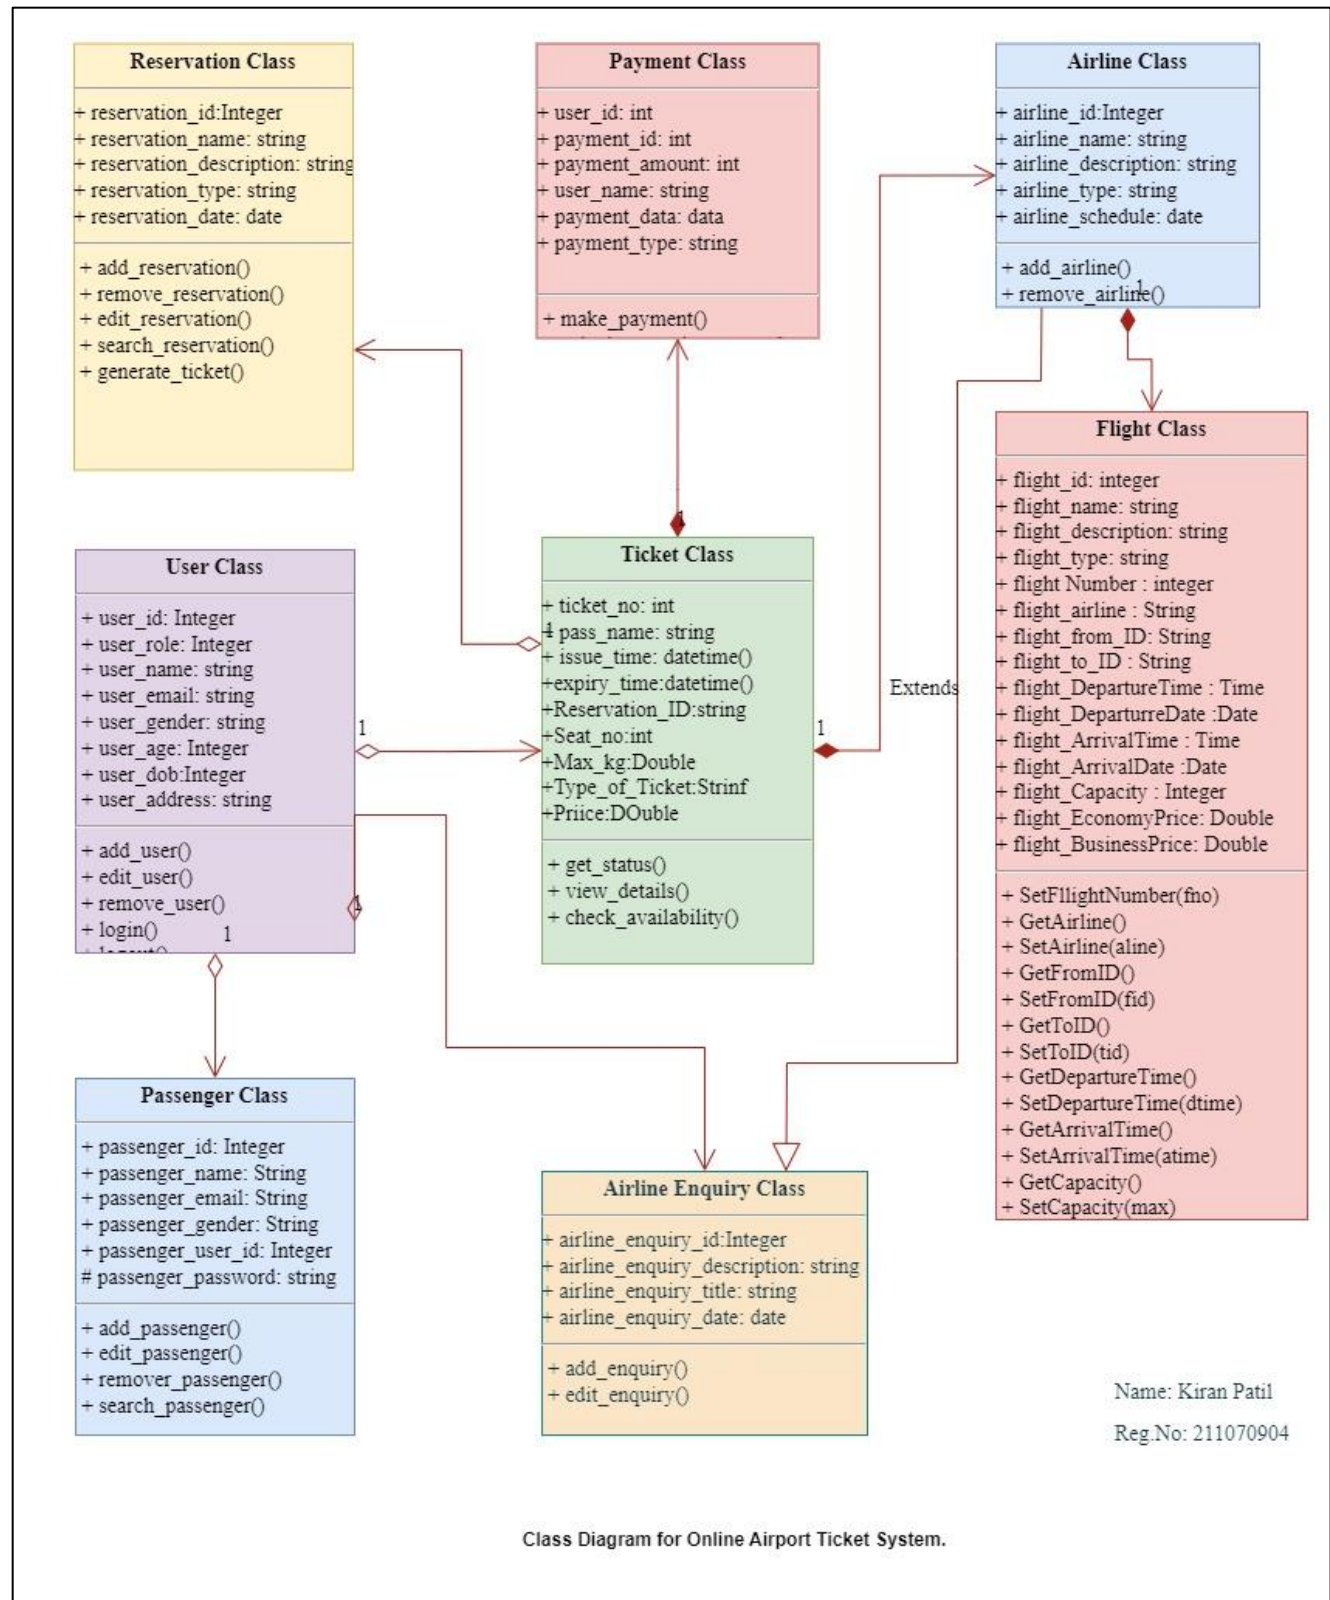 Reservation Class
+ reservation_id:Integer
+ reservation_name: string
+ reservation_description: string
+ reservation_type: string
+ reservation_date: date
+ add_reservation()
+ remove_reservation()
+ edit_reservation()
+ search_reservation()
+ generate_ticket()
Payment Class
+ user_id: int
+ payment_id: int
+ payment_amount: int
+ user_name: string
+ payment_data: data
+ payment_type: string
+ make_payment()
Airline Class
+ airline_id:Integer
+ airline_name: string
+ airline_description: string
+ airline_type: string
+ airline_schedule: date
+ add_airline()
+ remove_airline()
1
Flight Class
+ flight_id: integer
+ flight_name: string
+ flight_description: string
+ flight_type: string
+ flight Number : integer
+ flight_airline : String
+ flight_from_ID: String
+ flight_to_ID : String
+ flight_DepartureTime : Time
+ flight_DeparturreDate :Date
+ flight_ArrivalTime : Time
+ flight_ArrivalDate :Date
+ flight_Capacity : Integer
+ flight_EconomyPrice: Double
+ flight_BusinessPrice: Double
+ SetFllightNumber(fno)
+ GetAirline()
+ SetAirline(aline)
+ GetFromID()
+ SetFromID(fid)
+ GetToID()
+ SetToID(tid)
+ GetDepartureTime()
+ SetDepartureTime(dtime)
+ GetArrivalTime()
+ SetArrivalTime(atime)
+ GetCapacity()
+ SetCapacity(max)
User Class
+ user_id: Integer
+ user_role: Integer
+ user_name: string
+ user_email: string
+ user_gender: string
+ user_age: Integer
+ user_dob:Integer
+ user_address: string
+ add_user()
+ edit_user()
+ remove_user()
+ login()
1
1
1
1
Ticket Class
+ ticket_no: int
+ pass_name: string
1
+ issue_time: datetime()
+expiry_time:datetime()
+Reservation_ID:string
+Seat_no:int
+Max_kg:Double
+Type_of_Ticket:Strinf
+Priice:DOuble
+ get_status()
+ view_details()
+ check_availability()
1
Extends
Passenger Class
+ passenger_id: Integer
+ passenger_name: String
+ passenger_email: String
+ passenger_gender: String
+ passenger_user_id: Integer
# passenger_password: string
+ add_passenger()
+ edit_passenger()
+ remover_passenger()
+ search_passenger()
Airline Enquiry Class
+ airline_enquiry_id:Integer
+ airline_enquiry_description: string
+ airline_enquiry_title: string
+ airline_enquiry_date: date
+ add_enquiry()
+ edit_enquiry()
Name: Kiran Patil
Reg.No: 211070904
Class Diagram for Online Airport Ticket System.